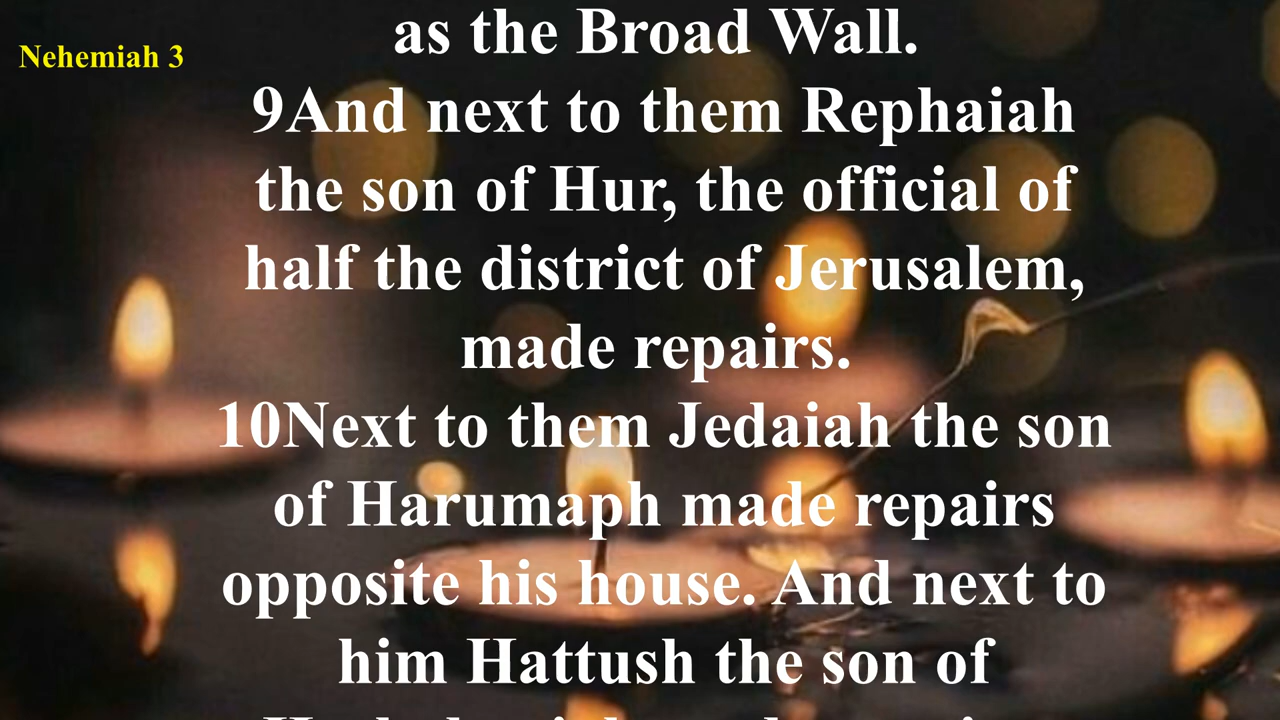 Nehemiah 3
as the Broad Wall.
9And next to them Rephaiah
the son of Hur, the official of
half the district of Jerusalem,
made repairs.
10Next to them Jedaiah the son
of Harumaph made repairs
opposite his house. And next to
him Hattush the son of